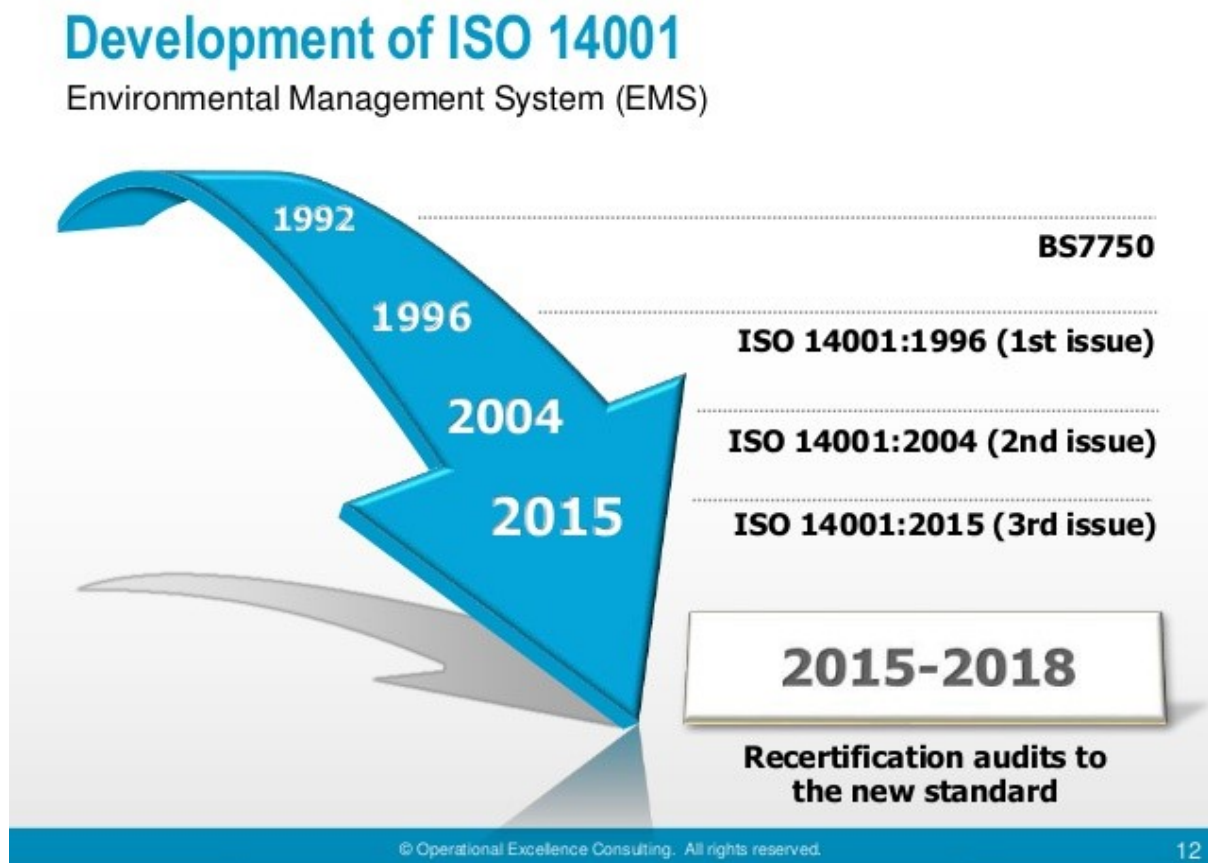 Development of ISO 14001
Environmental Management System (EMS)
1992
BS7750
1996
ISO 14001:1996 (1st issue)
2004
ISO 14001:2004 (2nd issue)
2015
ISO 14001:2015 (3rd issue)
2015-2018
Recertification audits to
the new standard
© Operational Excellence Consulting. All rights reserved.
12